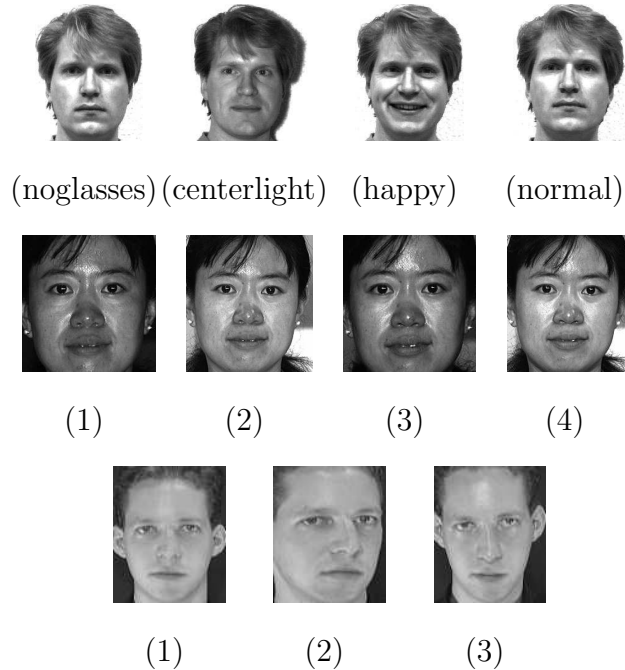 (noglasses) (centerlight) (happy) (normal)
(1) (2) (3) (4)
(1) (2) (3)